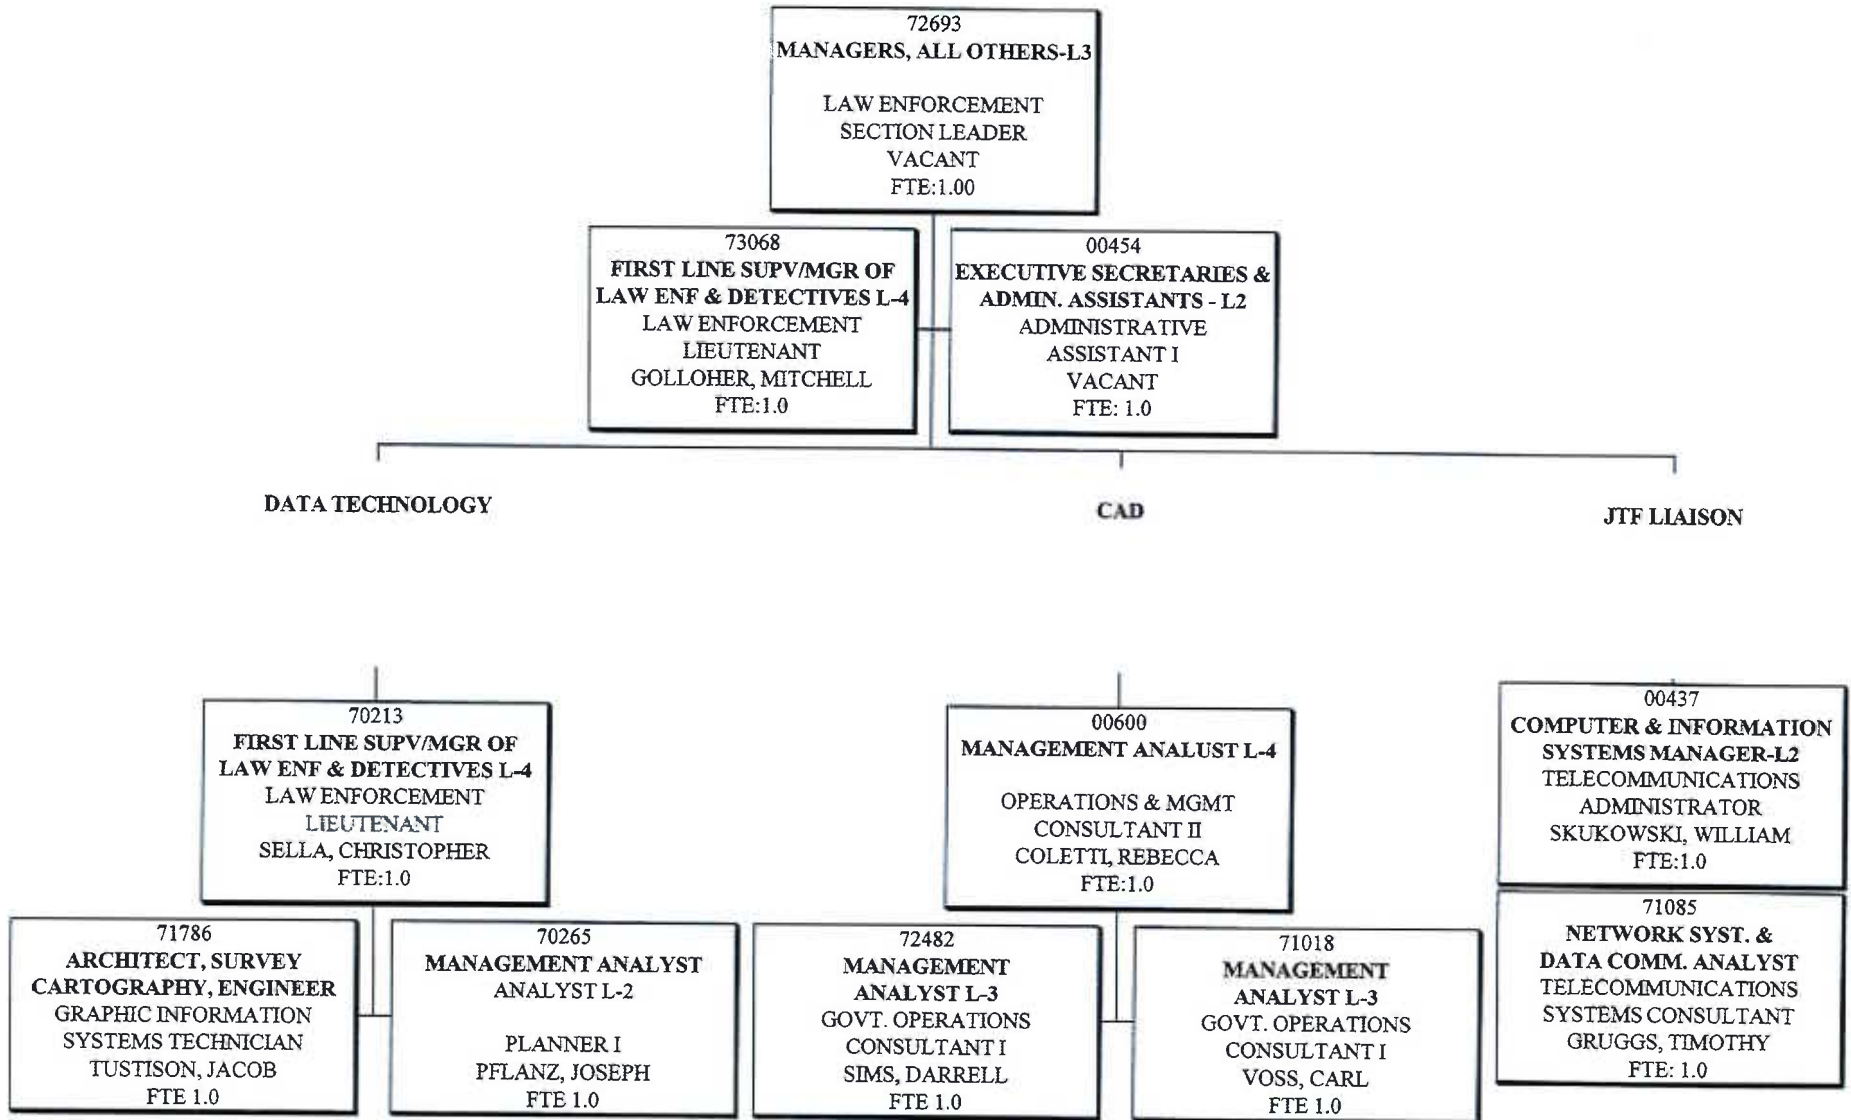 72693
MANAGERS, ALL OTHERS-L3
LAW ENFORCEMENT
SECTION LEADER
VACANT
FTE:1.00
73068
FIRST LINE SUPV/MGR OF
LAW ENF & DETECTIVES L-4
LAW ENFORCEMENT
LIEUTENANT
GOLLOHER, MITCHELL
FTE:1.0
00454
EXECUTIVE SECRETARIES &
ADMIN. ASSISTANTS - L2
ADMINISTRATIVE
ASSISTANT I
VACANT
FTE: 1.0
DATA TECHNOLOGY
CAD
JTF LIAISON
70213
FIRST LINE SUPV/MGR OF
LAW ENF & DETECTIVES L-4
LAW ENFORCEMENT
LIEUTENANT
SELLA, CHRISTOPHER
FTE:1.0
00600
MANAGEMENT ANALUST L-4
OPERATIONS & MGMT
CONSULTANT II
COLETTI, REBECCA
FTE:1.0
00437
COMPUTER & INFORMATION
SYSTEMS MANAGER-L2
TELECOMMUNICATIONS
ADMINISTRATOR
SKUKOWSKI, WILLIAM
FTE:1.0
71786
ARCHITECT, SURVEY
CARTOGRAPHY, ENGINEER
GRAPHIC INFORMATION
SYSTEMS TECHNICIAN
TUSTISON, JACOB
FTE 1.0
70265
MANAGEMENT ANALYST
ANALYST L-2
PLANNER I
PFLANZ, JOSEPH
FTE 1.0
72482
MANAGEMENT
ANALYST L-3
GOVT. OPERATIONS
CONSULTANT I
SIMS, DARRELL
FTE 1.0
71018
MANAGEMENT
ANALYST L-3
GOVT. OPERATIONS
CONSULTANT I
VOSS, CARL
FTE 1.0
71085
NETWORK SYST. &
DATA COMM. ANALYST
TELECOMMUNICATIONS
SYSTEMS CONSULTANT
GRUGGS, TIMOTHY
FTE: 1.0